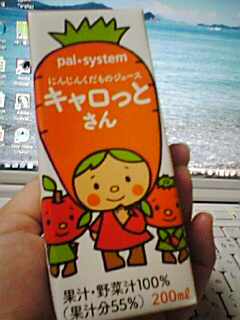 pal*system
にんじんくだものジュース
キャロっと
さん
果汁・野菜汁100%
(果汁分55%) 200ml